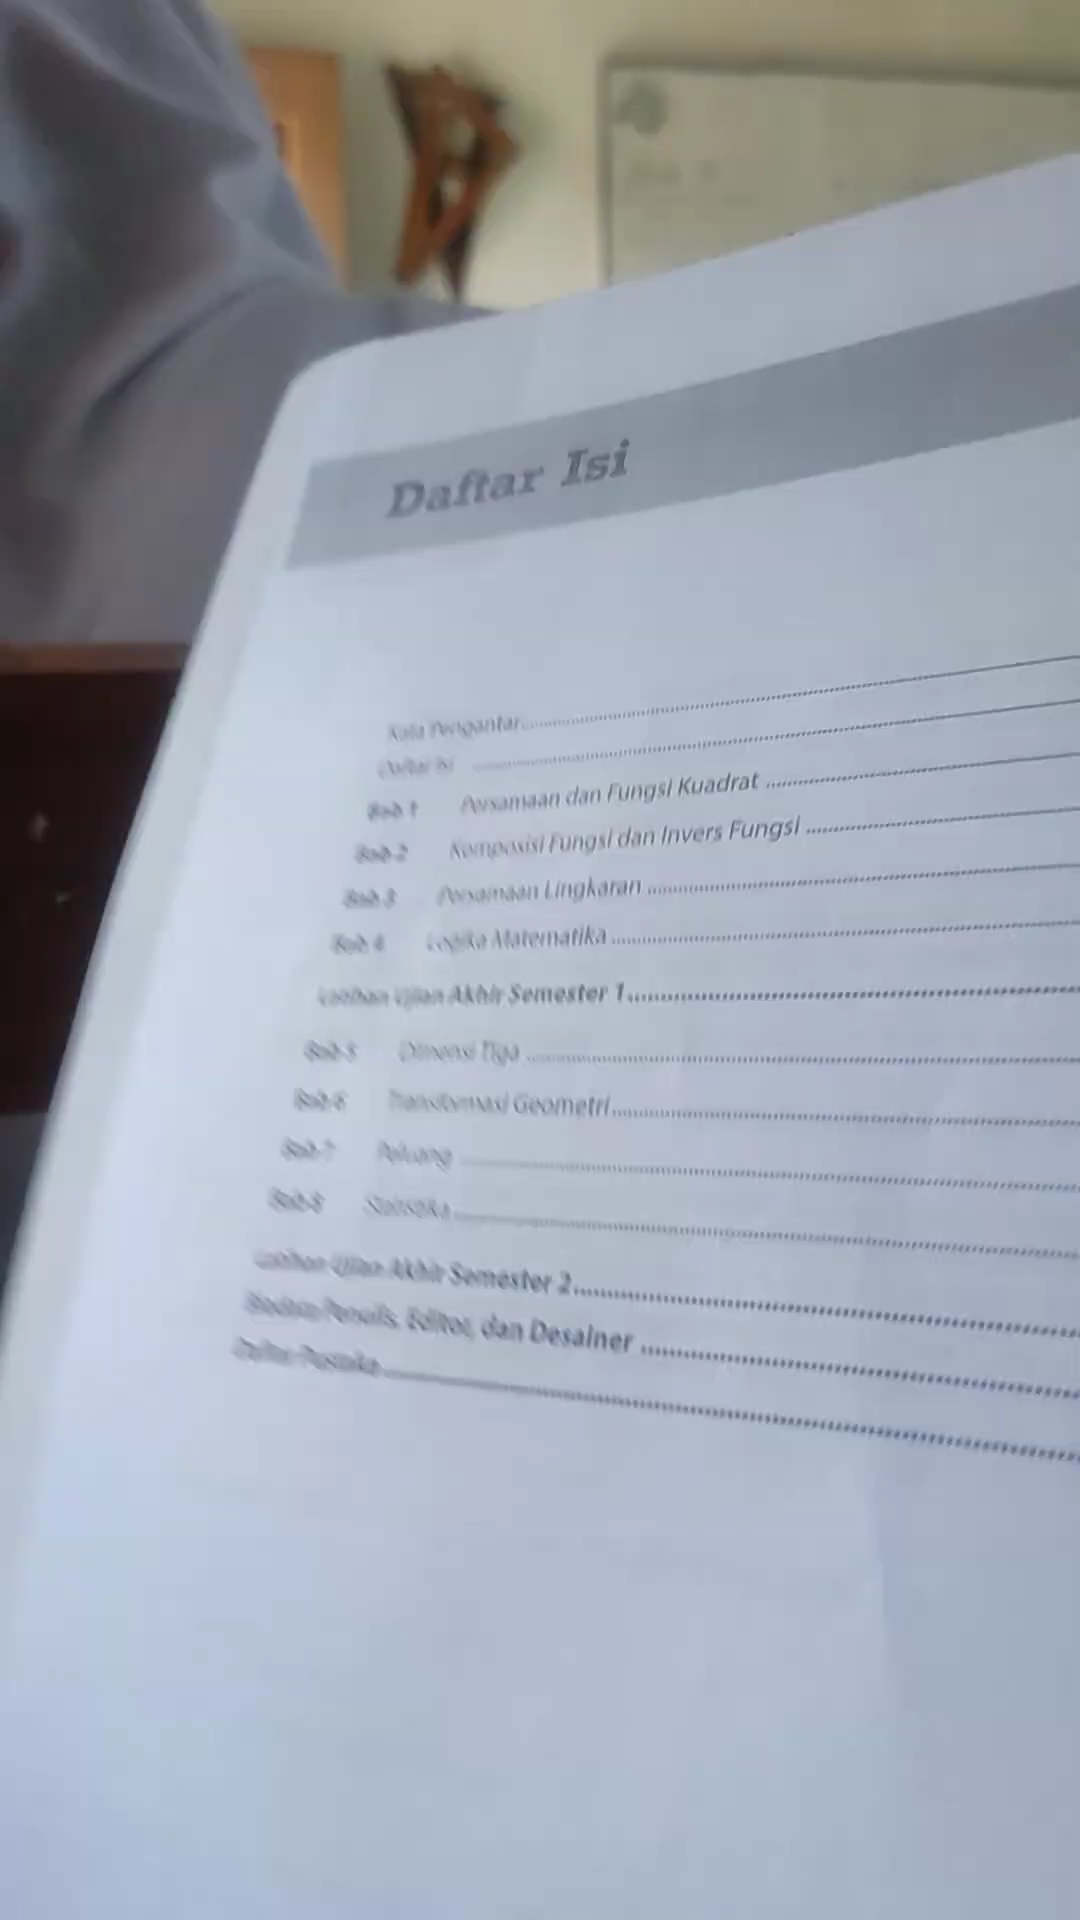 Daftar Isi
Kata Pengantar
Daftar Isi
Bab 1 Persamaan dan Fungsi Kuadrat
Bab 2 Komposisi Fungsi dan Invers Fungsi
Bab 3 Persamaan Lingkaran
Bab 4 Logika Matematika
Latihan Ujian Akhir Semester 1
Bab 5 Dimensi Tiga
Bab 6 Transformasi Geometri
Bab 7 Peluang
Bab 8 Statistika
Latihan Ujian Akhir Semester 2
Biodata Penulis, Editor, dan Desainer
Daftar Pustaka